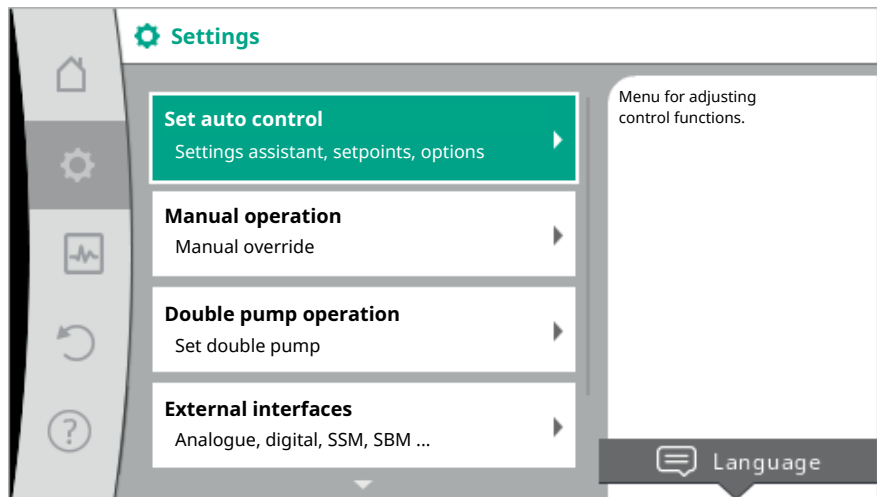 Settings
Set auto control
Settings assistant, setpoints, options
Manual operation
Manual override
Double pump operation
Set double pump
External interfaces
Analogue, digital, SSM, SBM ...
Menu for adjusting
control functions.
?
Language